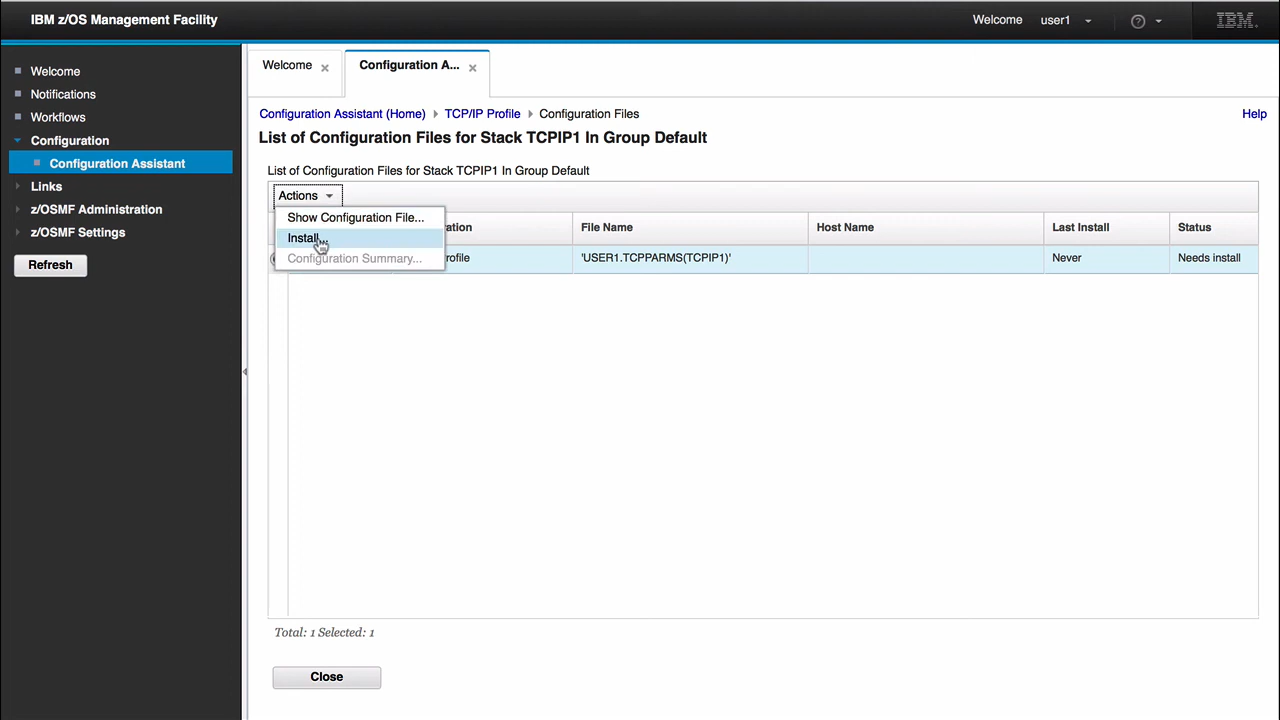 IBM z/OS Management Facility
Welcome user1
IBM
Welcome
Notifications
Workflows
Configuration
Configuration Assistant
Links
z/OSMF Administration
z/OSMF Settings
Refresh
Welcome
Configuration A...
Configuration Assistant (Home) TCP/IP Profile Configuration Files
Help
List of Configuration Files for Stack TCPIP1 In Group Default
List of Configuration Files for Stack TCPIP1 In Group Default
Actions
Show Configuration File...
Install...
Configuration Summary...
File Name Host Name Last Install Status
'USER1.TCPPARMS(TCPIP1)' Never Needs install
Total: 1 Selected: 1
Close